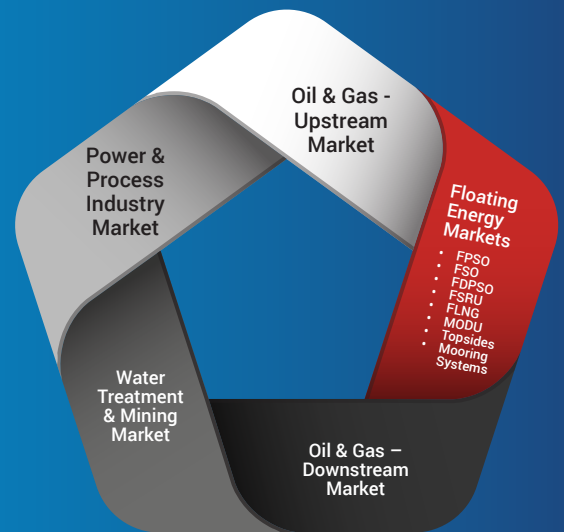 Oil & Gas -
Upstream
Market
Power &
Process
Industry
Market
Floating
Energy
Markets
• FPSO
• FSO
• FDPSO
• FSRU
• FLNG
• MODU
• Topsides
• Mooring
Systems
Water
Treatment
& Mining
Market
Oil & Gas –
Downstream
Market